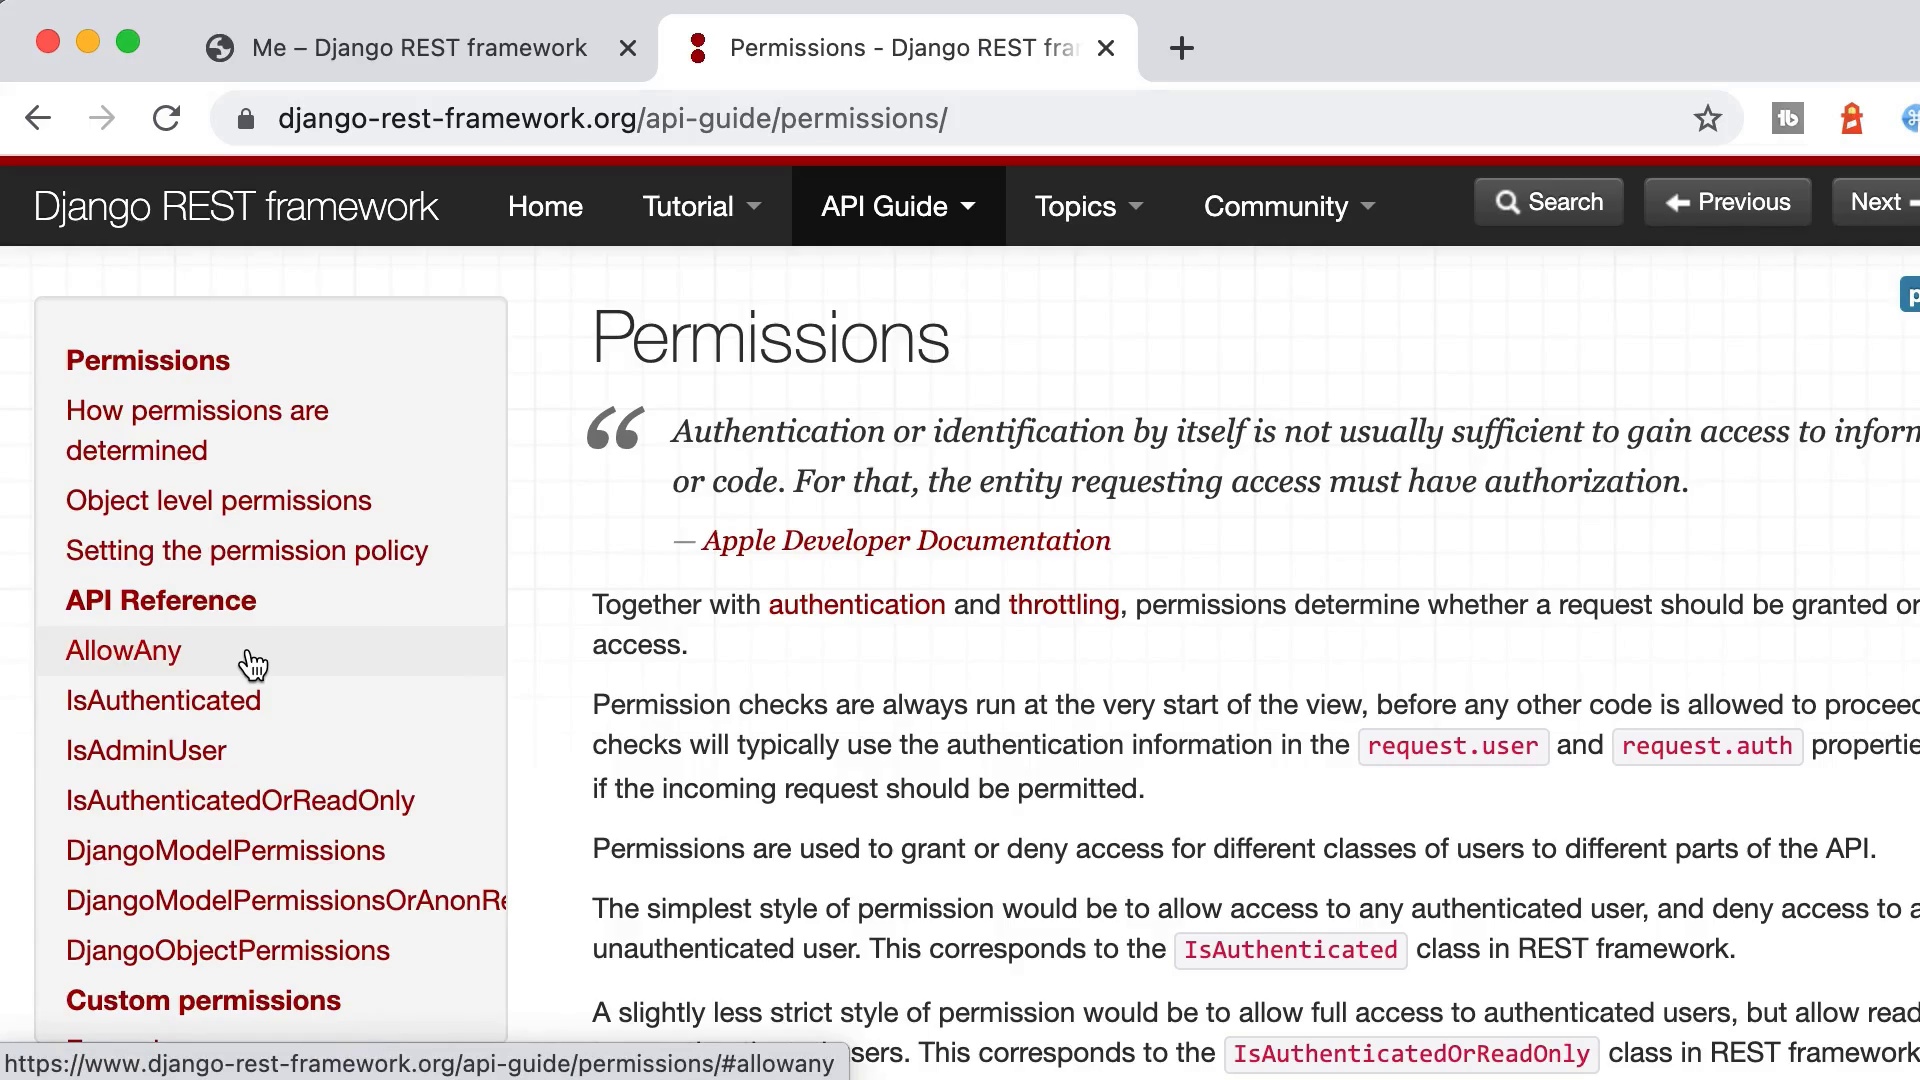 Me – Django REST framework
Permissions - Django REST fra
django-rest-framework.org/api-guide/permissions/
Django REST framework
Home
Tutorial
API Guide
Topics
Community
Search
Previous
Next
Permissions
How permissions are
determined
Object level permissions
Setting the permission policy
API Reference
AllowAny
IsAuthenticated
IsAdminUser
IsAuthenticatedOrReadOnly
DjangoModelPermissions
DjangoModelPermissionsOrAnonRe
DjangoObjectPermissions
Custom permissions
Permissions
“ Authentication or identification by itself is not usually sufficient to gain access to inform
or code. For that, the entity requesting access must have authorization.
— Apple Developer Documentation
Together with authentication and throttling, permissions determine whether a request should be granted or
access.
Permission checks are always run at the very start of the view, before any other code is allowed to proceed
checks will typically use the authentication information in the request.user and request.auth propertie
if the incoming request should be permitted.
Permissions are used to grant or deny access for different classes of users to different parts of the API.
The simplest style of permission would be to allow access to any authenticated user, and deny access to a
unauthenticated user. This corresponds to the IsAuthenticated class in REST framework.
A slightly less strict style of permission would be to allow full access to authenticated users, but allow read
sers. This corresponds to the IsAuthenticatedOrReadOnly class in REST framework
https://www.django-rest-framework.org/api-guide/permissions/#allowany